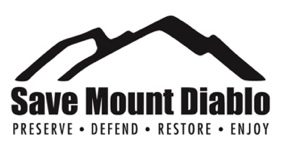 Save Mount Diablo
PRESERVE • DEFEND • RESTORE • ENJOY